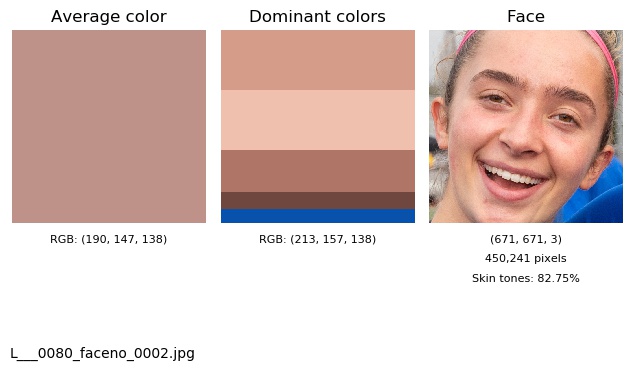 Average color
Dominant colors
Face
RGB: (190, 147, 138)
RGB: (213, 157, 138)
(671, 671, 3)
450,241 pixels
Skin tones: 82.75%
L___0080_faceno_0002.jpg